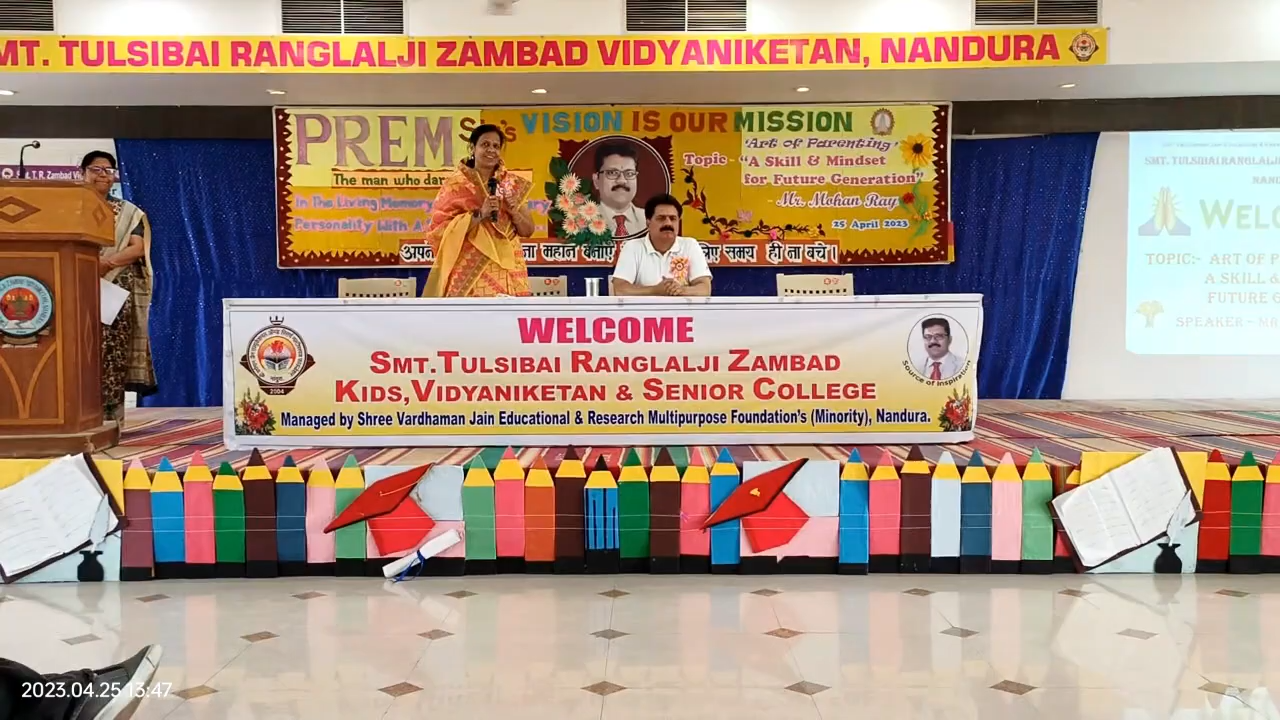 MT. TULSIBAI RANGLALJI ZAMBAD VIDYANIKETAN, NANDURA
PREM S
's VISION IS OUR MISSION
The man who dar
In The Living Memory
Personality With A
Topic - 'Art of Parenting'
"A Skill & Mindset
for Future Generation"
- Mr. Mohan Ray
25 April 2023
अपन
ना महान बनाएं
लिए समय ही ना बचे।
T. R. Zambad
SMT. TULSIBAI RANGLAL
NAN
WELC
TOPIC:- ART OF P
A SKILL &
FUTURE G
SPEAKER - M
WELCOME
SMT. TULSIBAI RANGLALJI ZAMBAD
KIDS, VIDYANIKETAN & SENIOR COLLEGE
Managed by Shree Vardhaman Jain Educational & Research Multipurpose Foundation's (Minority), Nandura.
2004
Source of Inspiration
2023.04.25 13:47